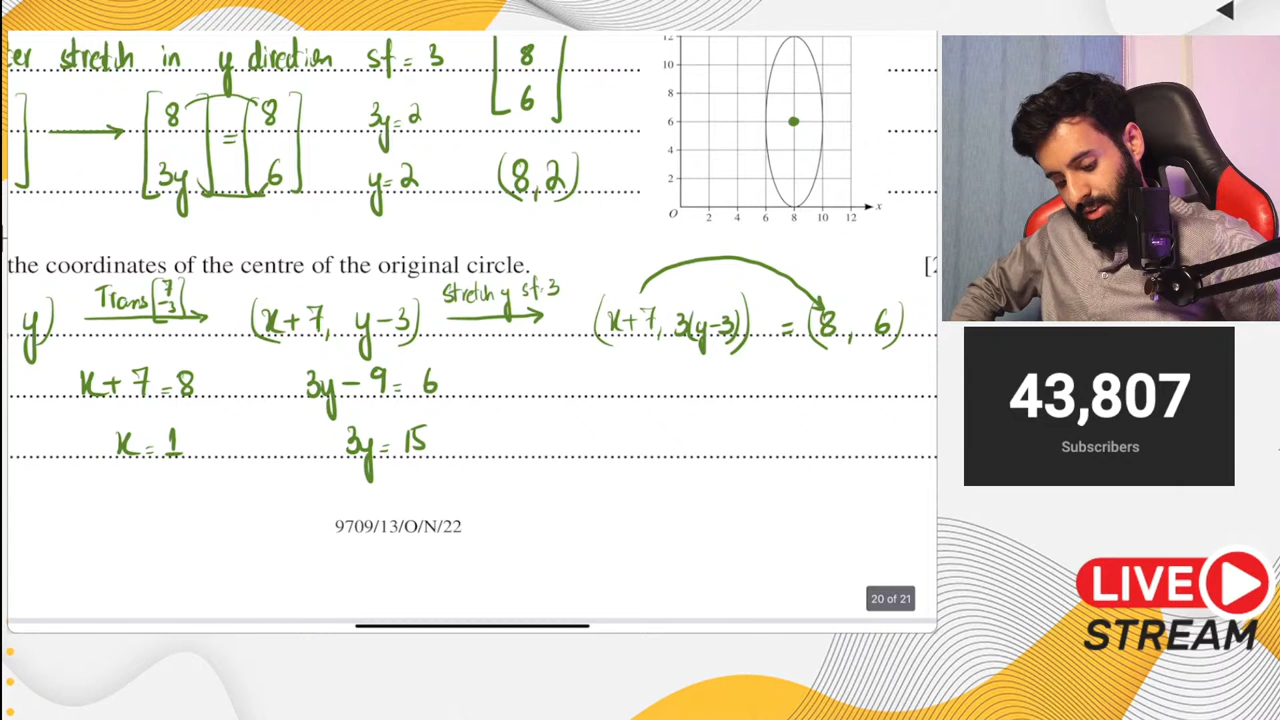 er stretch in y direction sf = 3
[8 6]
] → [8 3y] = [8 6]
3y = 2
y = 2
(8, 2)
12
10
8
6
4
2
O 2 4 6 8 10 12 x
the coordinates of the centre of the original circle. [
y) Trans [7 -3] → (x+7, y-3) Stretch y sf. 3 → (x+7, 3(y-3)) = (8, 6)
x + 7 = 8 3y - 9 = 6
x = 1 3y = 15
9709/13/O/N/22
20 of 21
43,807
Subscribers
LIVE
STREAM